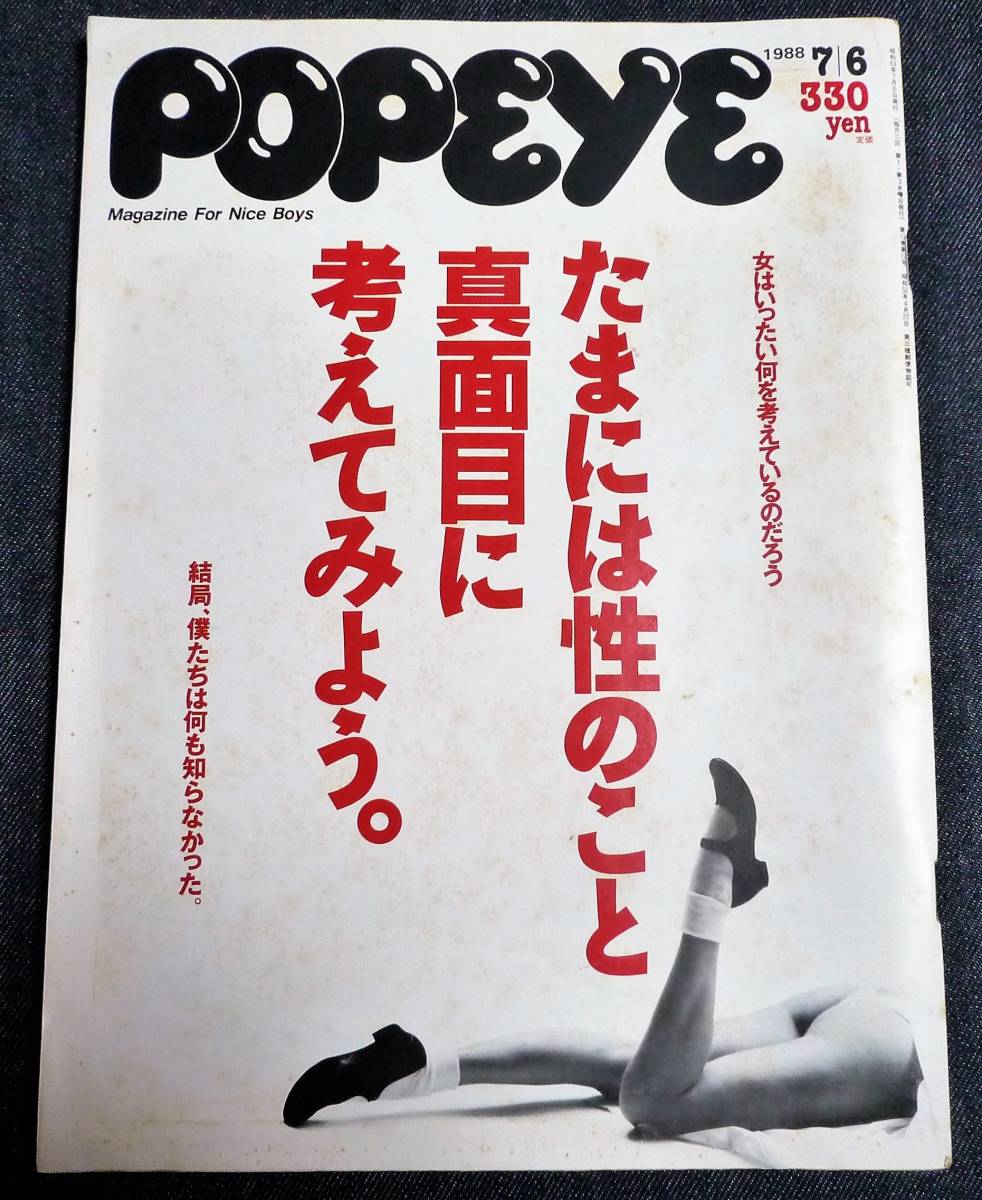 POPEYE
1988 7|6
330
yen
定価
Magazine For Nice Boys
女はいったい何を考えているのだろう
たまには性のこと
真面目に
考えてみよう。
結局、僕たちは何も知らなかった。